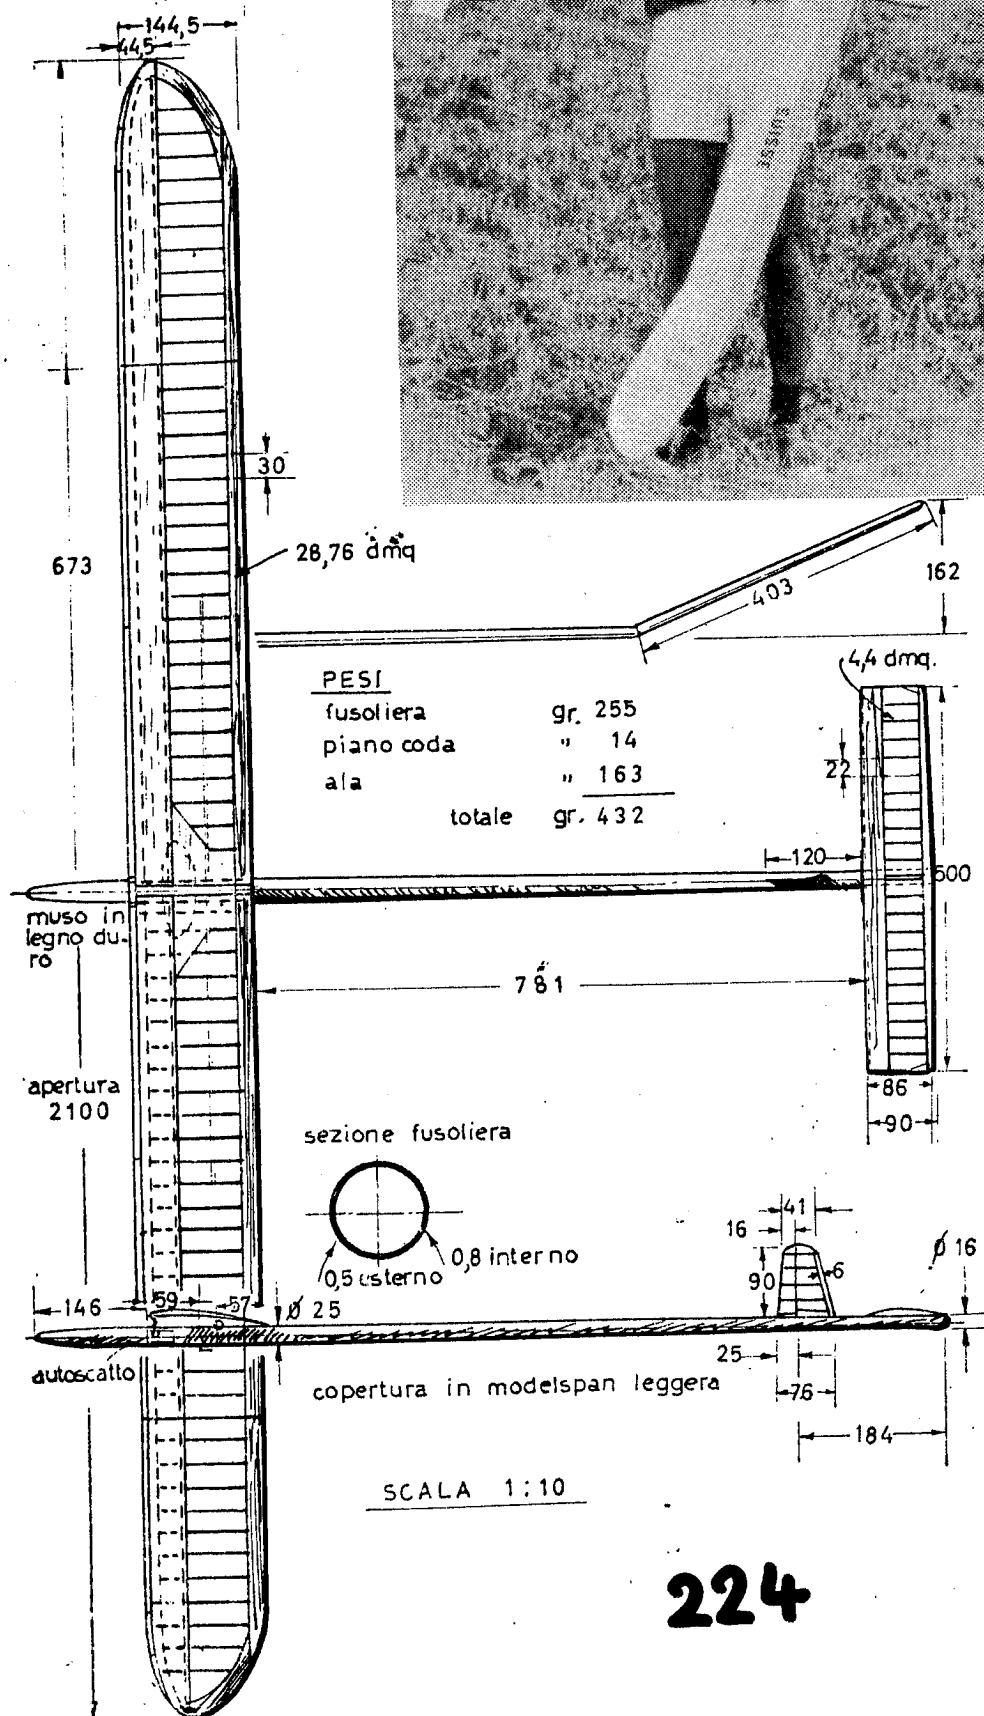 144,5
44,5
SUISSE
30
673
28,76 dmq
403
162
4,4 dmq.
PESI
fusoliera gr. 255
piano coda " 14
ala " 163
totale gr. 432
22
120
500
muso in
legno du-
ro
781
apertura
2100
86
90
sezione fusoliera
0,5 esterno
0,8 interno
41
16
90
6
Ø 16
146
59
57
Ø 25
autoscatto
25
76
copertura in modelspan leggera
184
SCALA 1:10
224